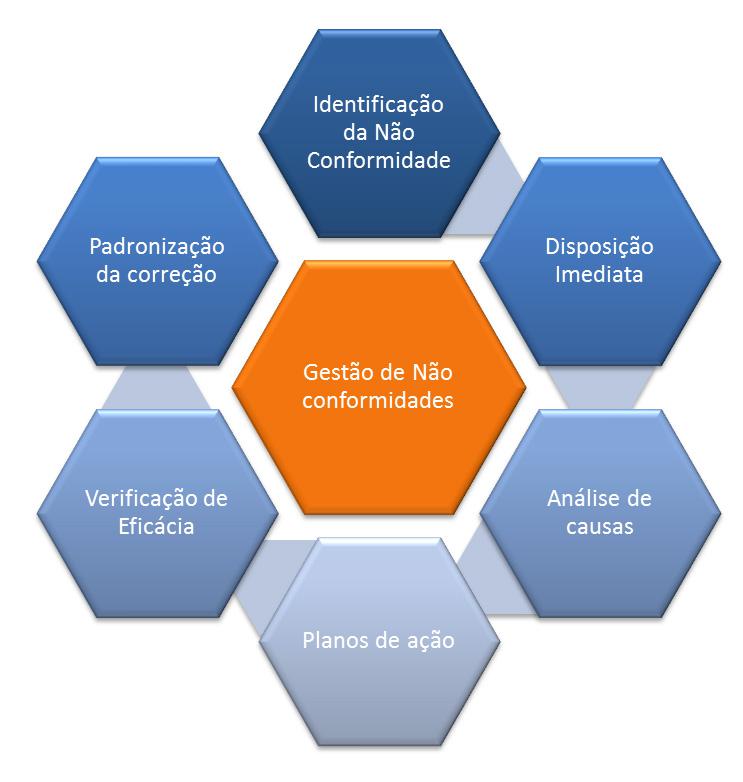 Identificação
da Não
Conformidade
Disposição
Imediata
Análise de
causas
Planos de ação
Verificação de
Eficácia
Padronização
da correção
Gestão de Não
conformidades